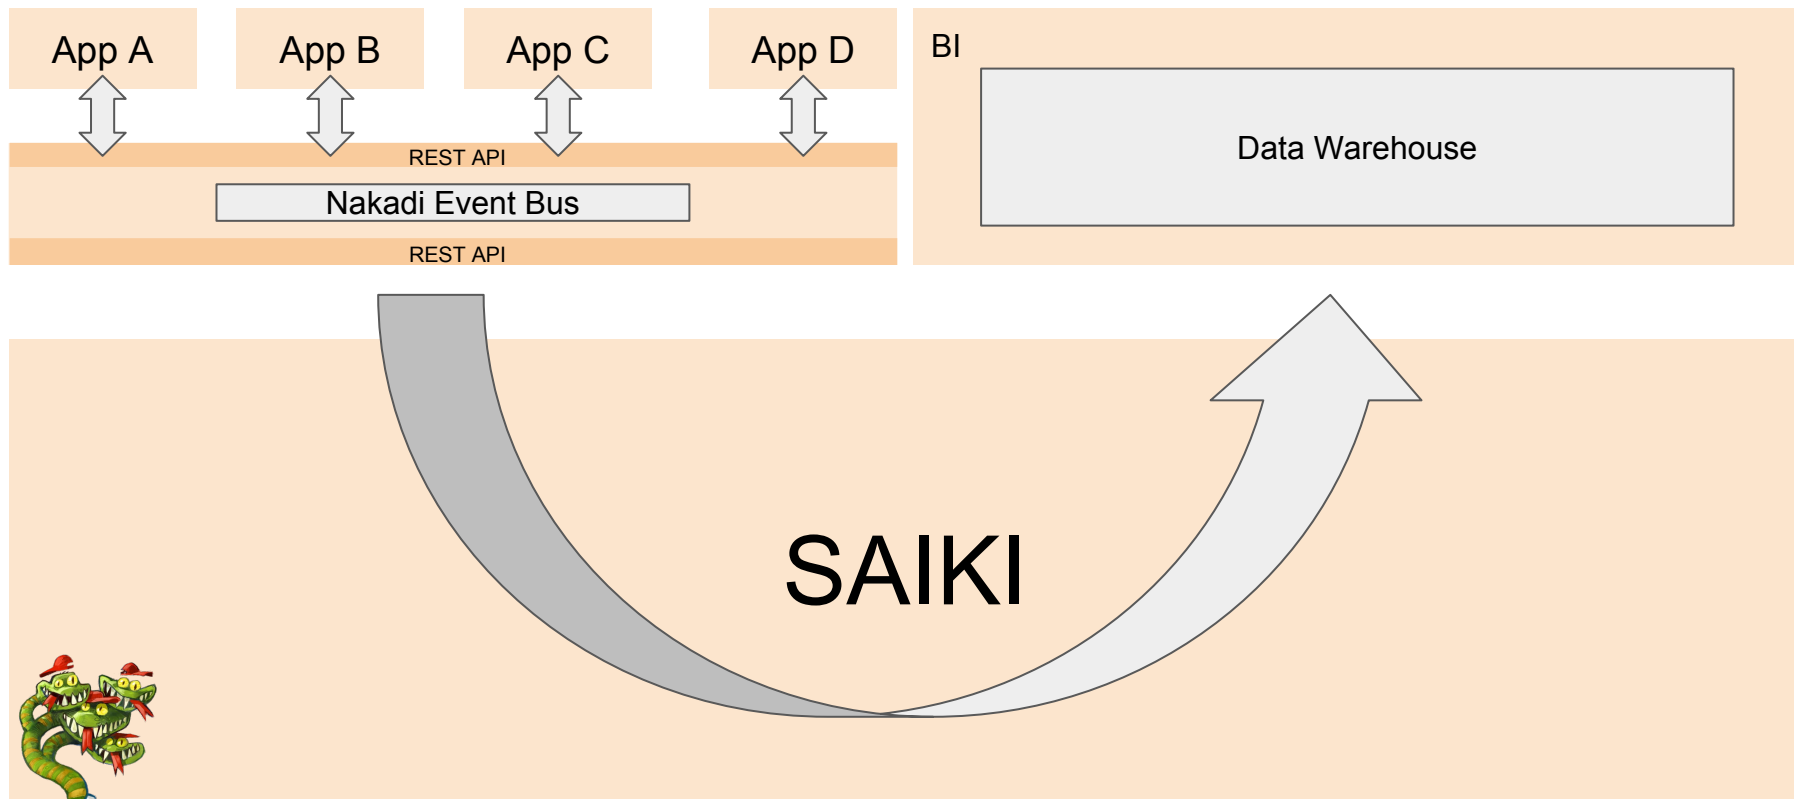 App A
App B
App C
App D
BI
Data Warehouse
REST API
Nakadi Event Bus
REST API
SAIKI